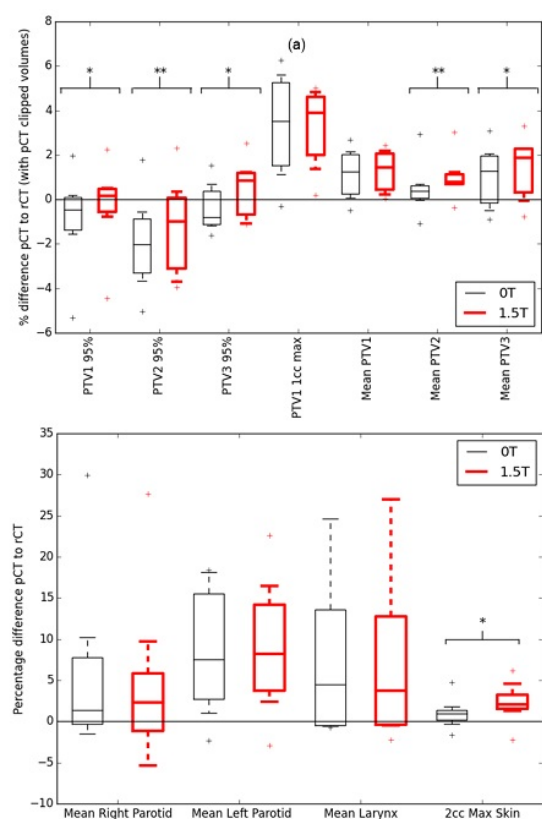 (a)
% difference pCT to rCT (with pCT clipped volumes)
8
6
4
2
0
−2
−4
−6
* ** * ** *
0T
1.5T
PTV1 95%
PTV2 95%
PTV3 95%
PTV1 1cc max
Mean PTV1
Mean PTV2
Mean PTV3
Percentage difference pCT to rCT
35
30
25
20
15
10
5
0
−5
−10
0T
1.5T
*
Mean Right Parotid Mean Left Parotid Mean Larynx 2cc Max Skin